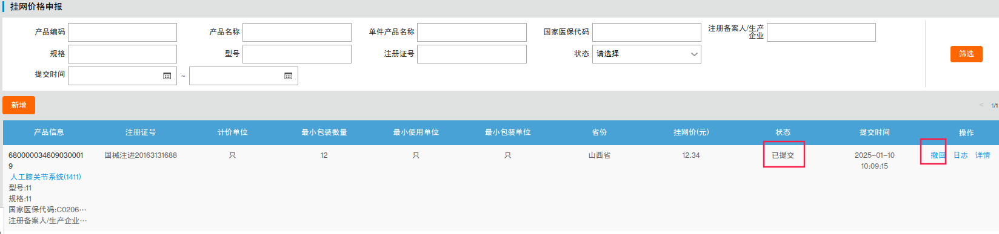 挂网价格申报
产品编码 产品名称 单件产品名称 国家医保代码 注册备案人/生产
企业
规格 型号 注册证号 状态 请选择 筛选
提交时间 ~
新增 < 1/1
产品信息 注册证号 计价单位 最小包装数量 最小使用单位 最小包装单位 省份 挂网价(元) 状态 提交时间 操作
680000034609030001 国械注进20163131688 只 12 只 只 山西省 12.34 已提交 2025-01-10 撤回 日志 详情
9 10:09:15
人工膝关节系统(1411)
型号:11
规格:11
国家医保代码:C0206…
注册备案人/生产企业…